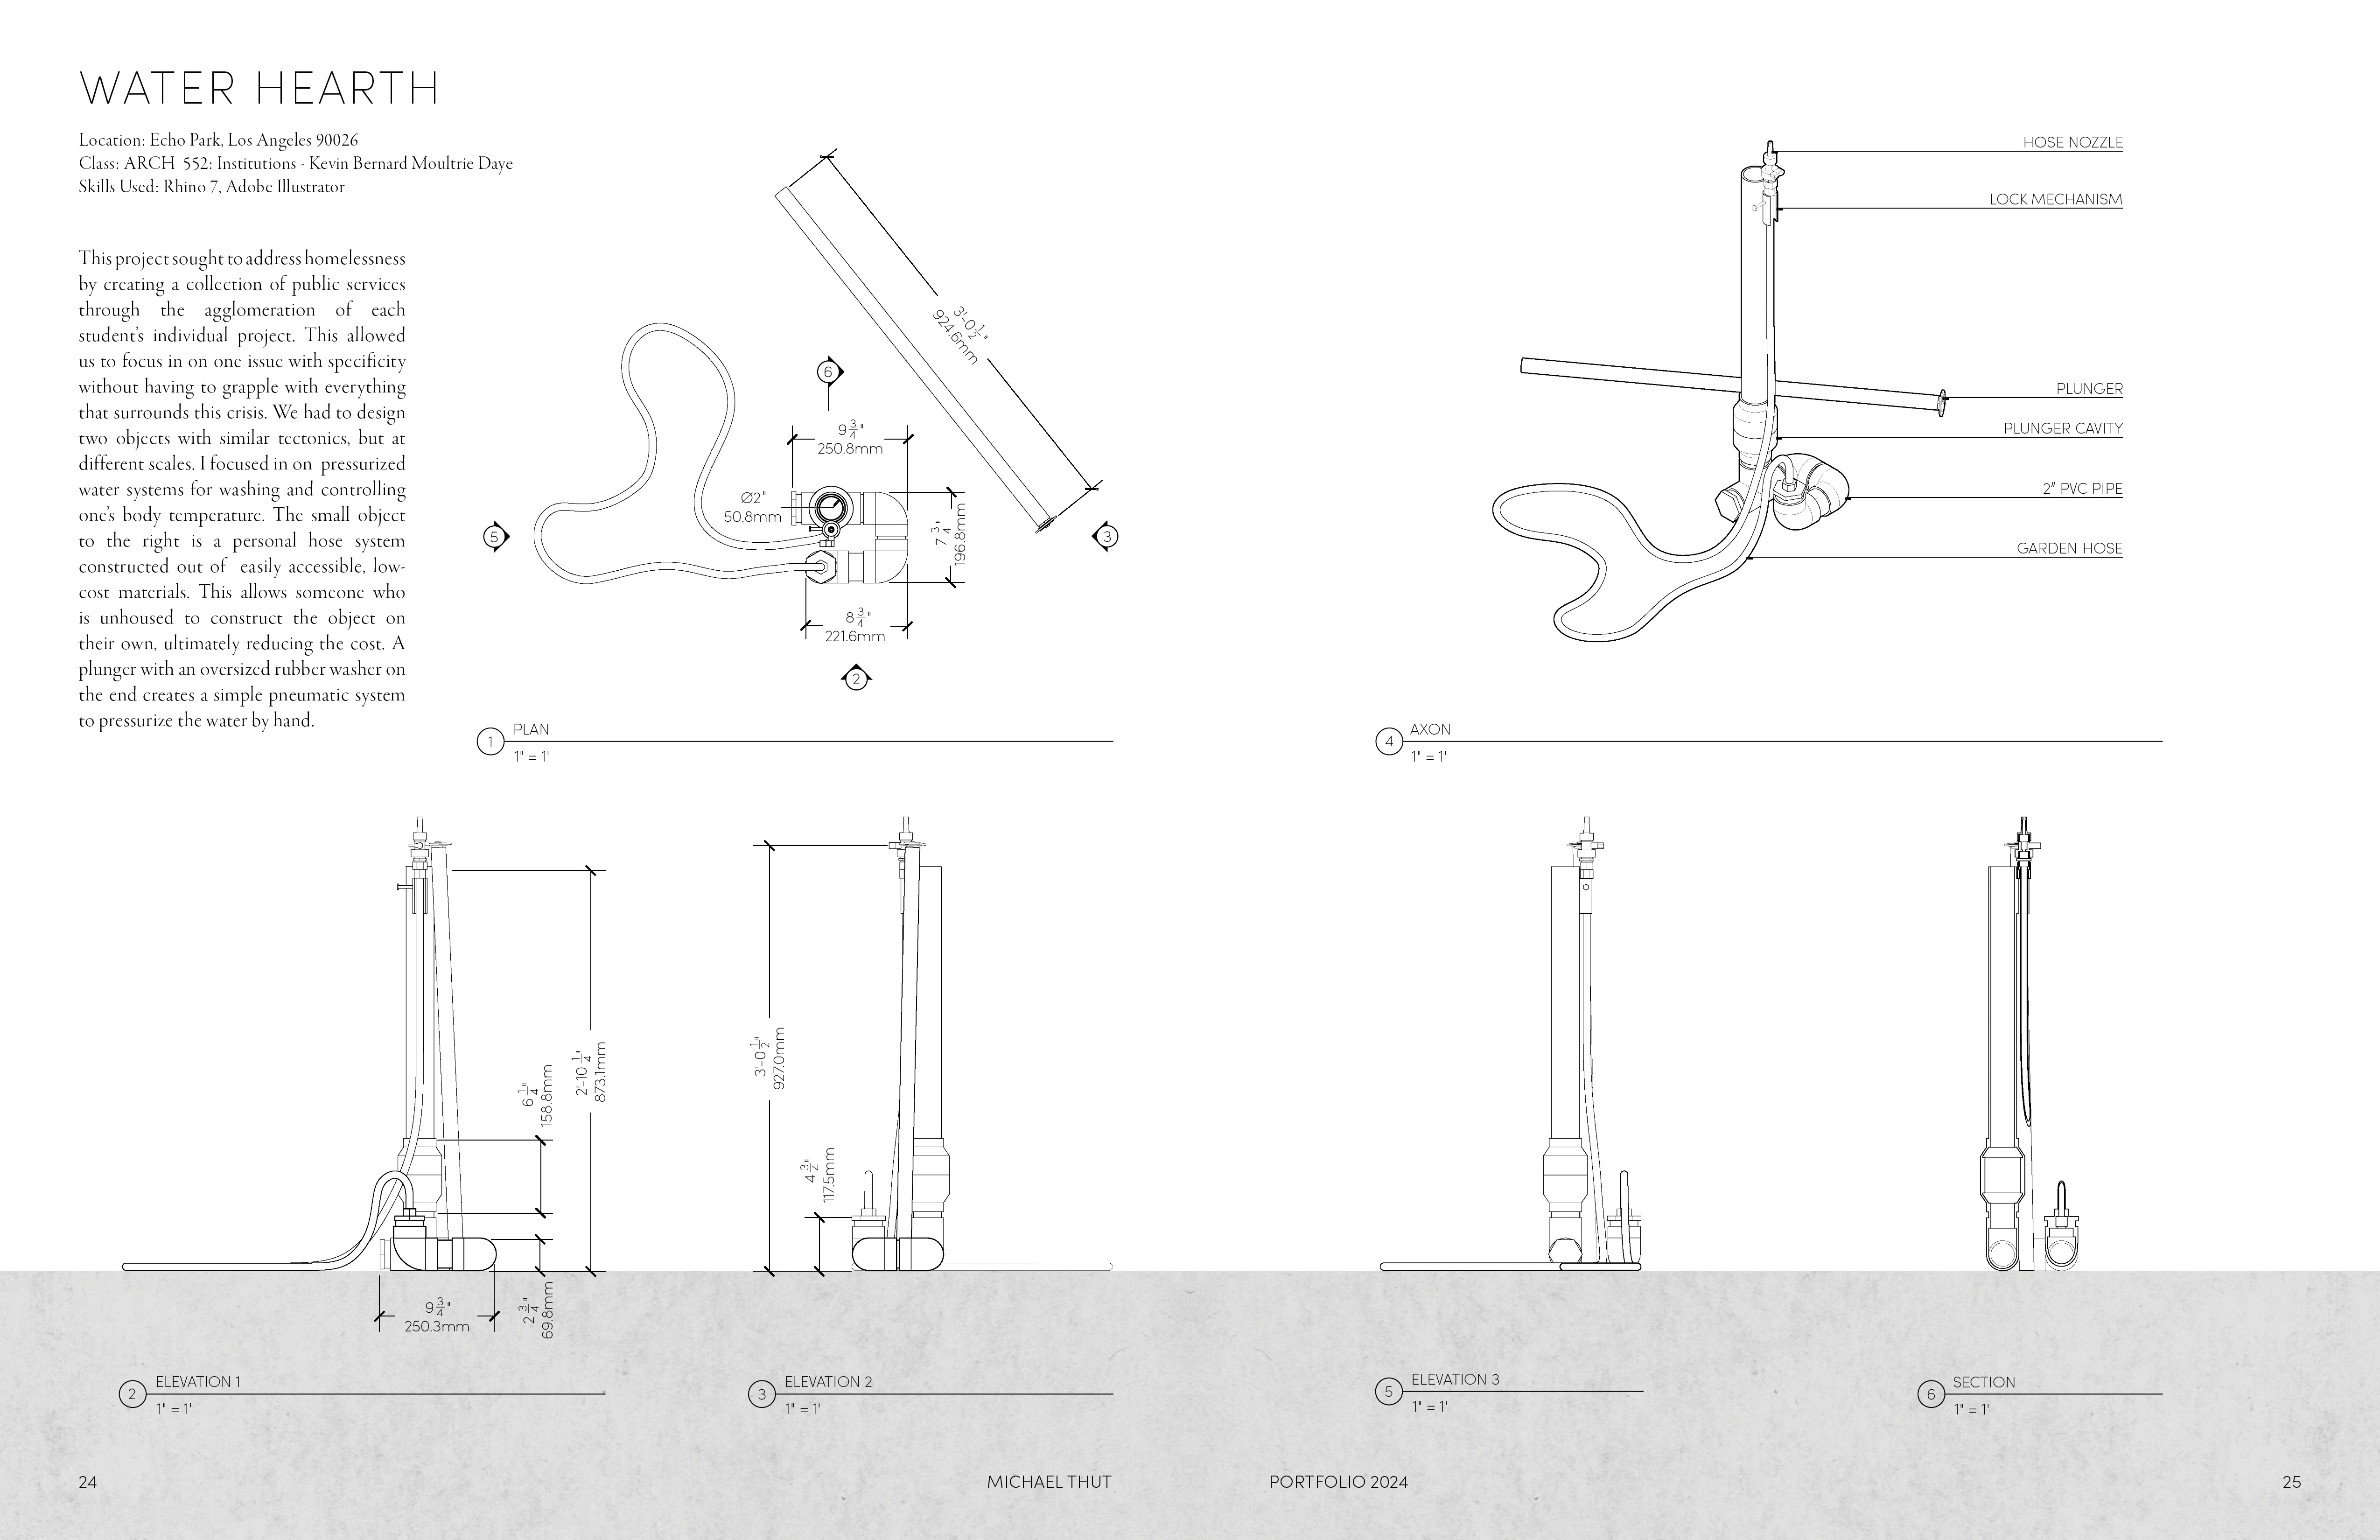 WATER HEARTH
Location: Echo Park, Los Angeles 90026
Class: ARCH 552: Institutions - Kevin Bernard Moultrie Daye
Skills Used: Rhino 7, Adobe Illustrator
This project sought to address homelessness
by creating a collection of public services
through the agglomeration of each
student's individual project. This allowed
us to focus in on one issue with specificity
without having to grapple with everything
that surrounds this crisis. We had to design
two objects with similar tectonics, but at
different scales. I focused in on pressurized
water systems for washing and controlling
one's body temperature. The small object
to the right is a personal hose system
constructed out of easily accessible, low-
cost materials. This allows someone who
is unhoused to construct the object on
their own, ultimately reducing the cost. A
plunger with an oversized rubber washer on
the end creates a simple pneumatic system
to pressurize the water by hand.
3'-0 1/2"
924.6mm
6
9 3/4"
250.8mm
Ø2"
50.8mm
7 3/4"
196.8mm
5
3
8 3/4"
221.6mm
2
1
PLAN
1" = 1'
HOSE NOZZLE
LOCK MECHANISM
PLUNGER
PLUNGER CAVITY
2" PVC PIPE
GARDEN HOSE
4
AXON
1" = 1'
6 1/4"
158.8mm
2'-10 1/4"
873.1mm
9 3/4"
250.3mm
2 3/4"
69.8mm
2
ELEVATION 1
1" = 1'
3'-0 1/2"
927.0mm
4 3/4"
117.5mm
3
ELEVATION 2
1" = 1'
5
ELEVATION 3
1" = 1'
6
SECTION
1" = 1'
24
MICHAEL THUT
PORTFOLIO 2024
25